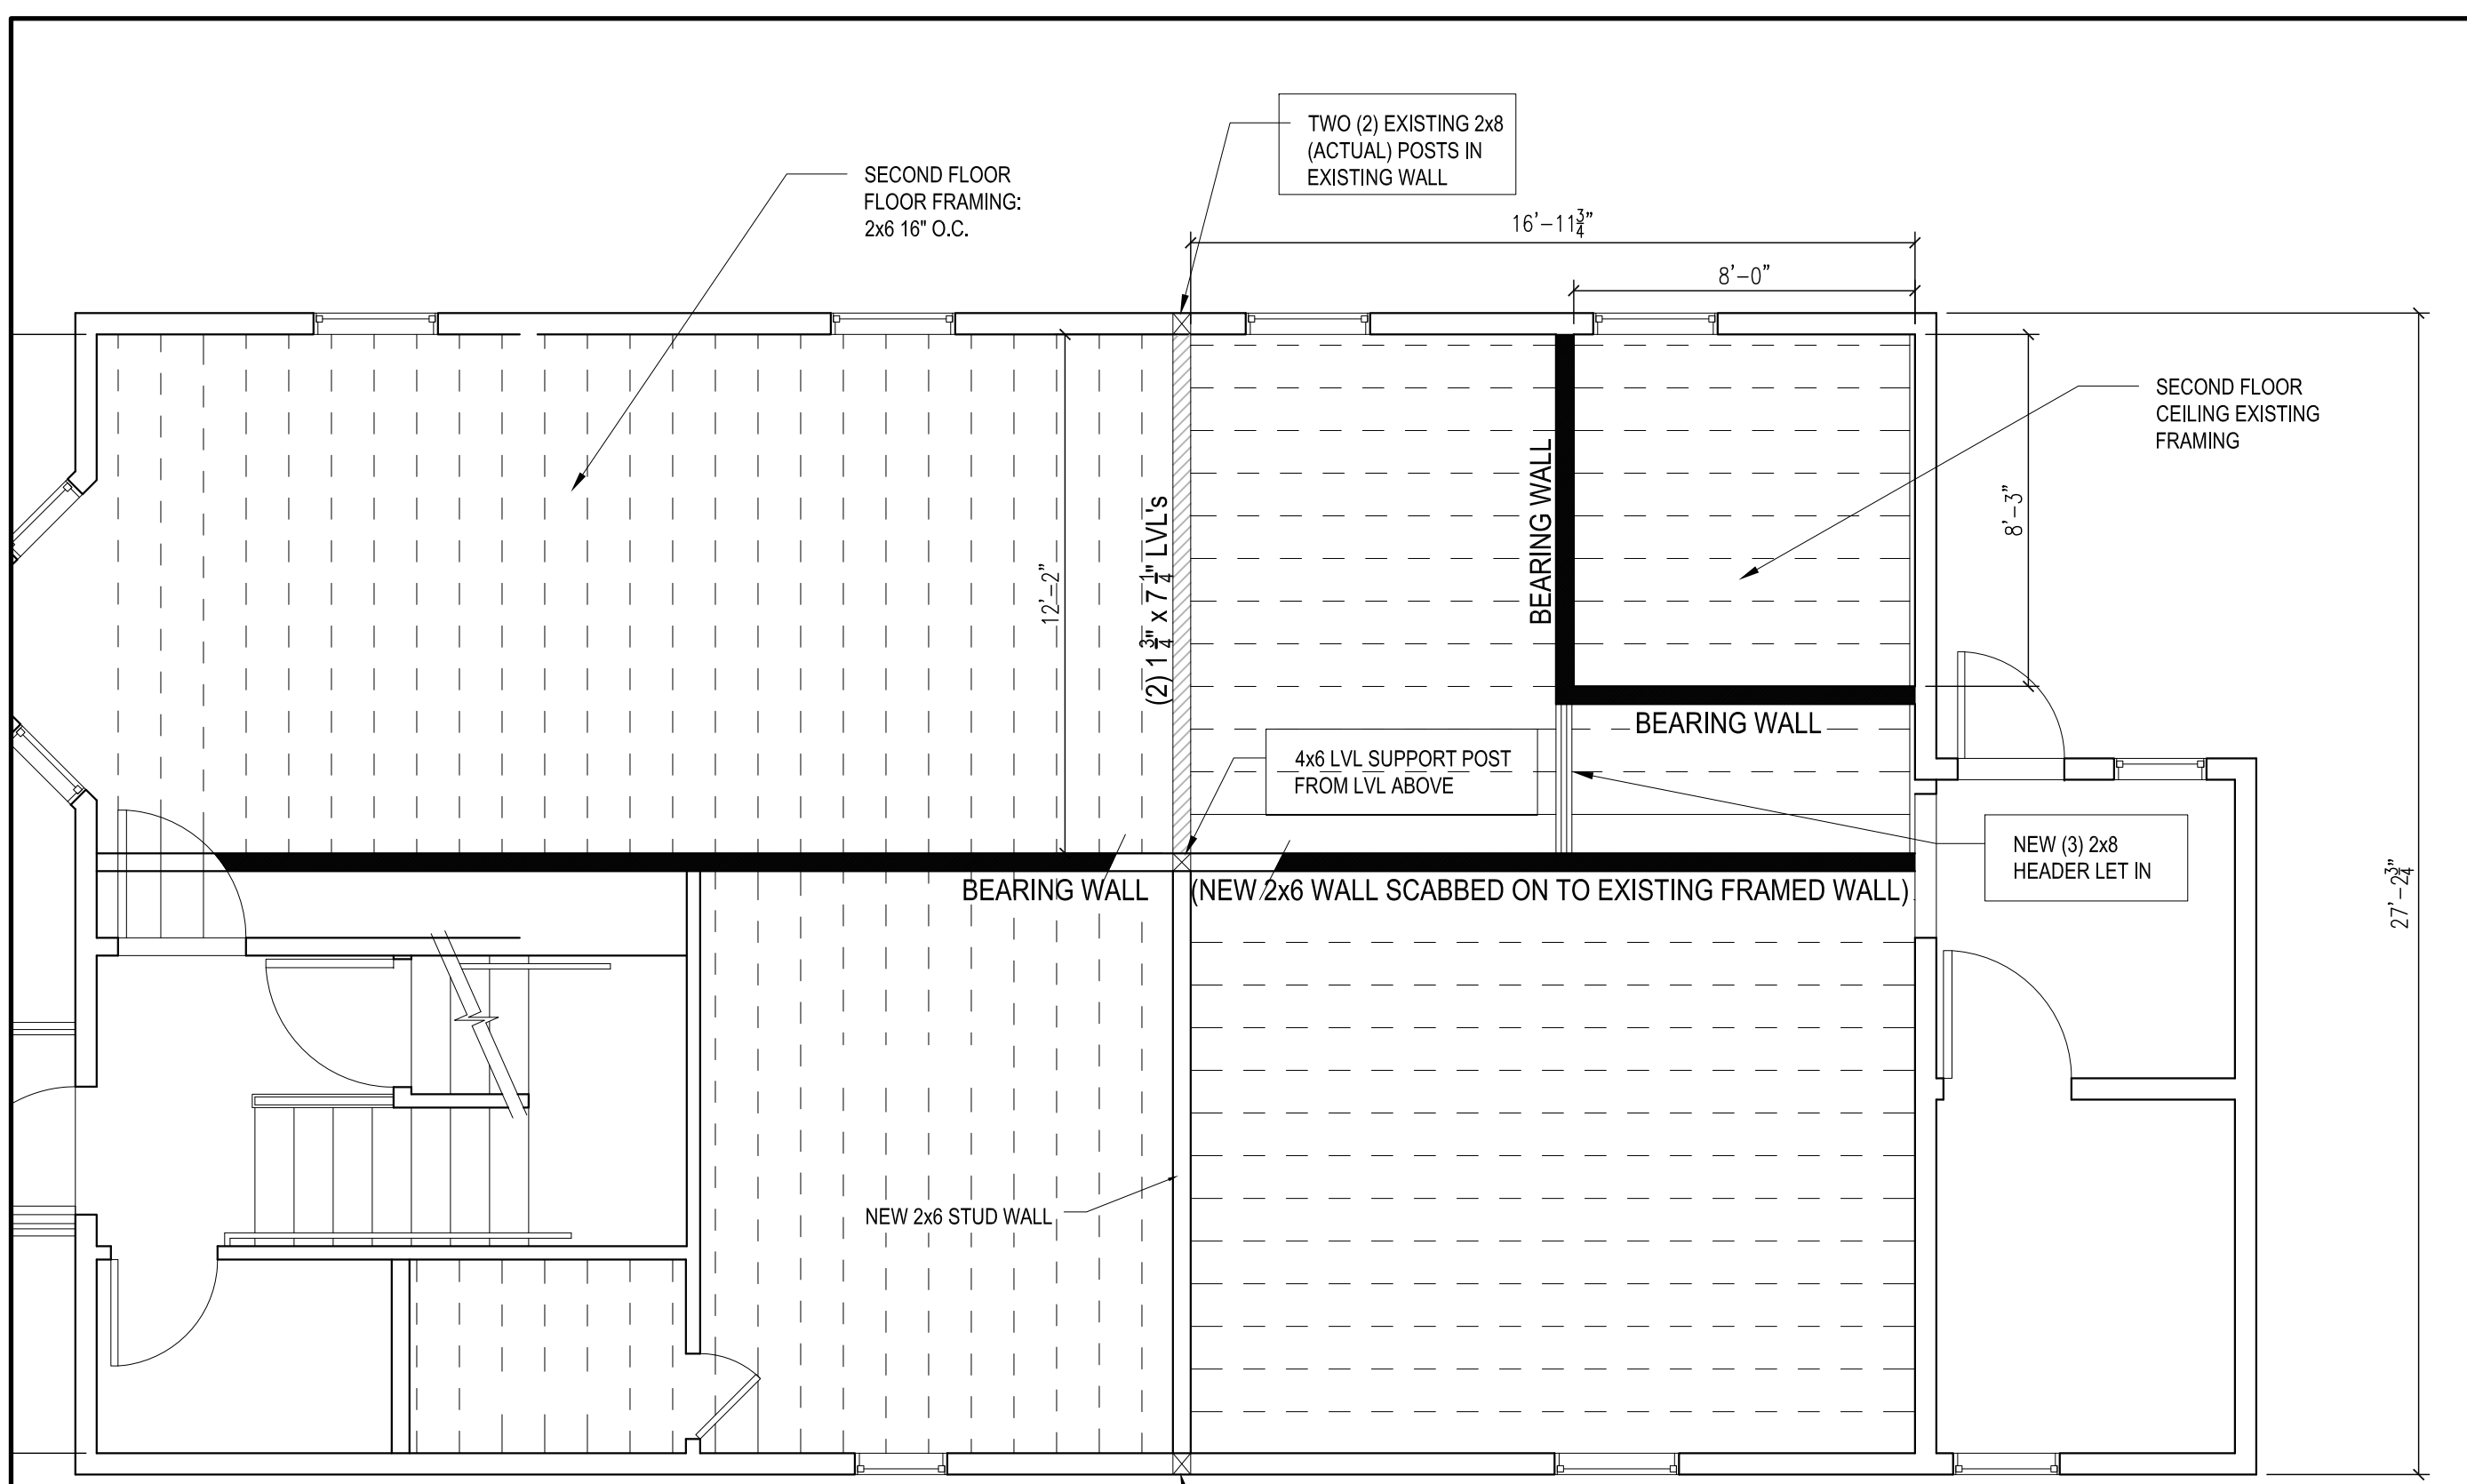 TWO (2) EXISTING 2x8
(ACTUAL) POSTS IN
EXISTING WALL
SECOND FLOOR
FLOOR FRAMING:
2x6 16" O.C.
16'-11¾"
8'-0"
SECOND FLOOR
CEILING EXISTING
FRAMING
BEARING WALL
8'-3"
12'-2"
(2) 1¾" x 7¼" LVL's
BEARING WALL
4x6 LVL SUPPORT POST
FROM LVL ABOVE
NEW (3) 2x8
HEADER LET IN
27'-2¾"
BEARING WALL
(NEW 2x6 WALL SCABBED ON TO EXISTING FRAMED WALL)
NEW 2x6 STUD WALL